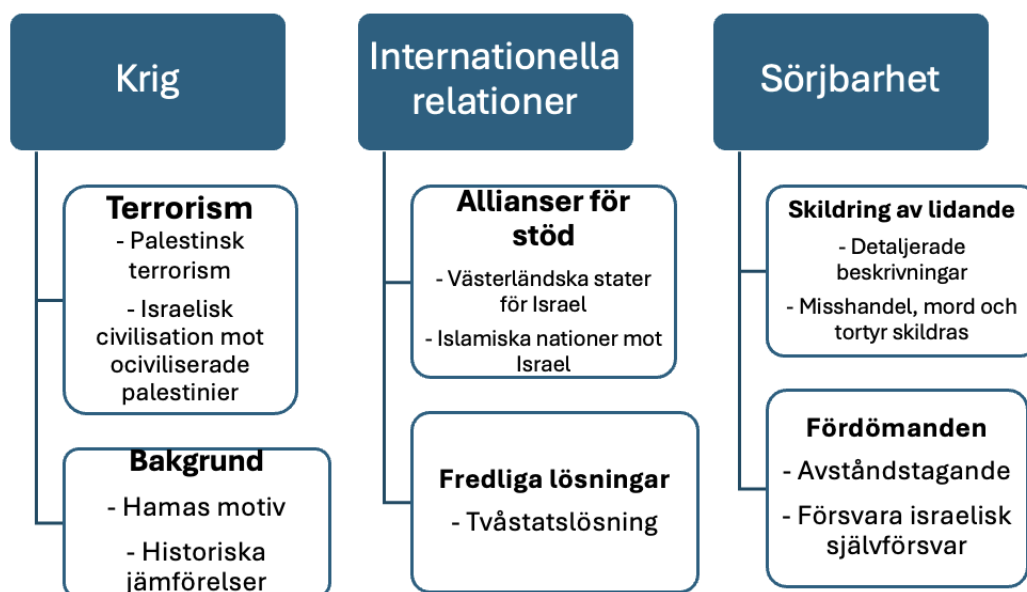 Krig
Terrorism
- Palestinsk
terrorism
- Israelisk
civilisation mot
ociviliserade
palestinier
Bakgrund
- Hamas motiv
- Historiska
jämförelser
Internationella
relationer
Allianser för
stöd
- Västerländska stater
för Israel
- Islamiska nationer mot
Israel
Fredliga lösningar
- Tvåstatslösning
Sörjbarhet
Skildring av lidande
- Detaljerade
beskrivningar
- Misshandel, mord och
tortyr skildras
Fördömanden
- Avståndstagande
- Försvara israelisk
självförsvar